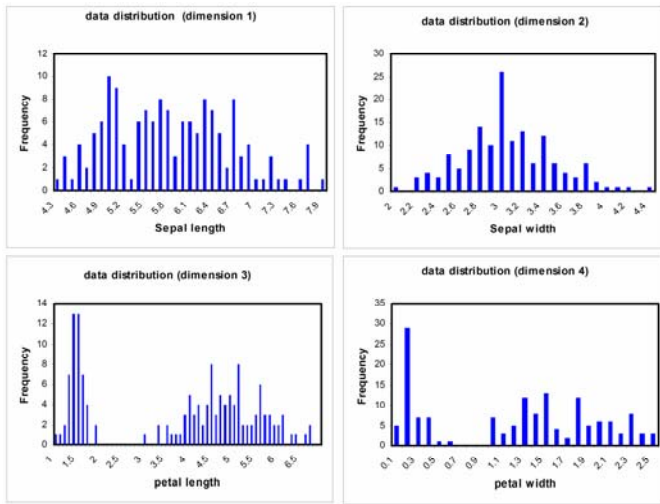 data distribution (dimension 1)
12
10
8
6
4
2
0
Frequency
4.3 4.6 4.9 5.2 5.5 5.8 6.1 6.4 6.7 7 7.3 7.6 7.9
Sepal length
data distribution (dimension 2)
30
25
20
15
10
5
0
Frequency
2 2.2 2.4 2.6 2.8 3 3.2 3.4 3.6 3.8 4 4.2 4.4
Sepal width
data distribution (dimension 3)
14
12
10
8
6
4
2
0
Frequency
1 1.5 2 2.5 3 3.5 4 4.5 5 5.5 6 6.5
petal length
data distribution (dimension 4)
35
30
25
20
15
10
5
0
Frequency
0.1 0.3 0.5 0.7 0.9 1.1 1.3 1.5 1.7 1.9 2.1 2.3 2.5
petal width